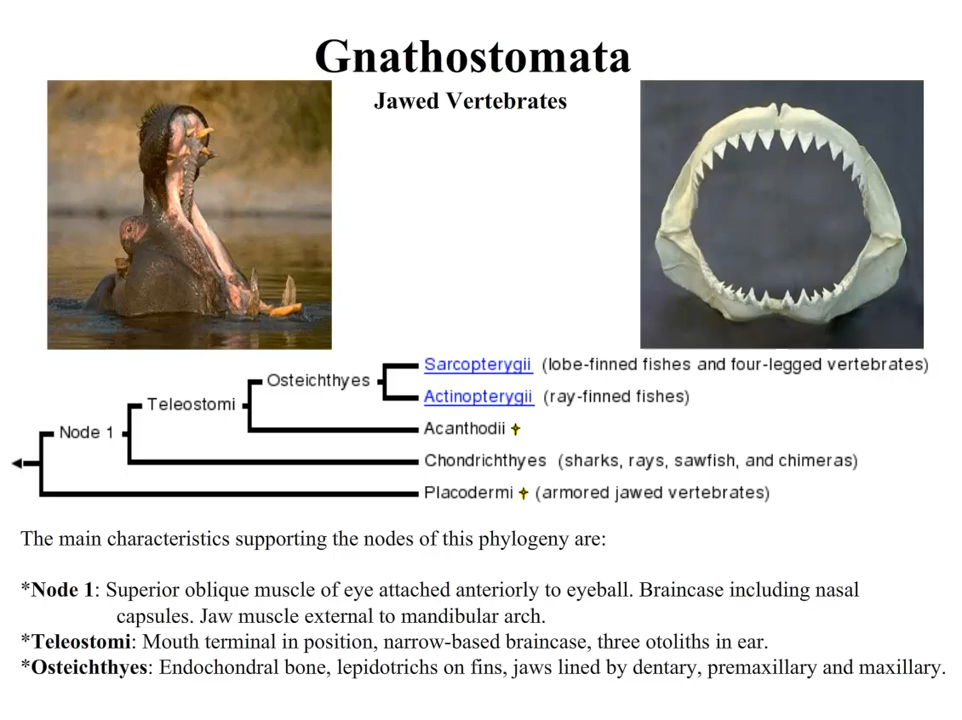 Gnathostomata
Jawed Vertebrates
Sarcopterygii (lobe-finned fishes and four-legged vertebrates)
Osteichthyes
Actinopterygii (ray-finned fishes)
Teleostomi
Acanthodii
Node 1
Chondrichthyes (sharks, rays, sawfish, and chimeras)
Placodermi (armored jawed vertebrates)
The main characteristics supporting the nodes of this phylogeny are:
*Node 1: Superior oblique muscle of eye attached anteriorly to eyeball. Braincase including nasal
capsules. Jaw muscle external to mandibular arch.
*Teleostomi: Mouth terminal in position, narrow-based braincase, three otoliths in ear.
*Osteichthyes: Endochondral bone, lepidotrichs on fins, jaws lined by dentary, premaxillary and maxillary.